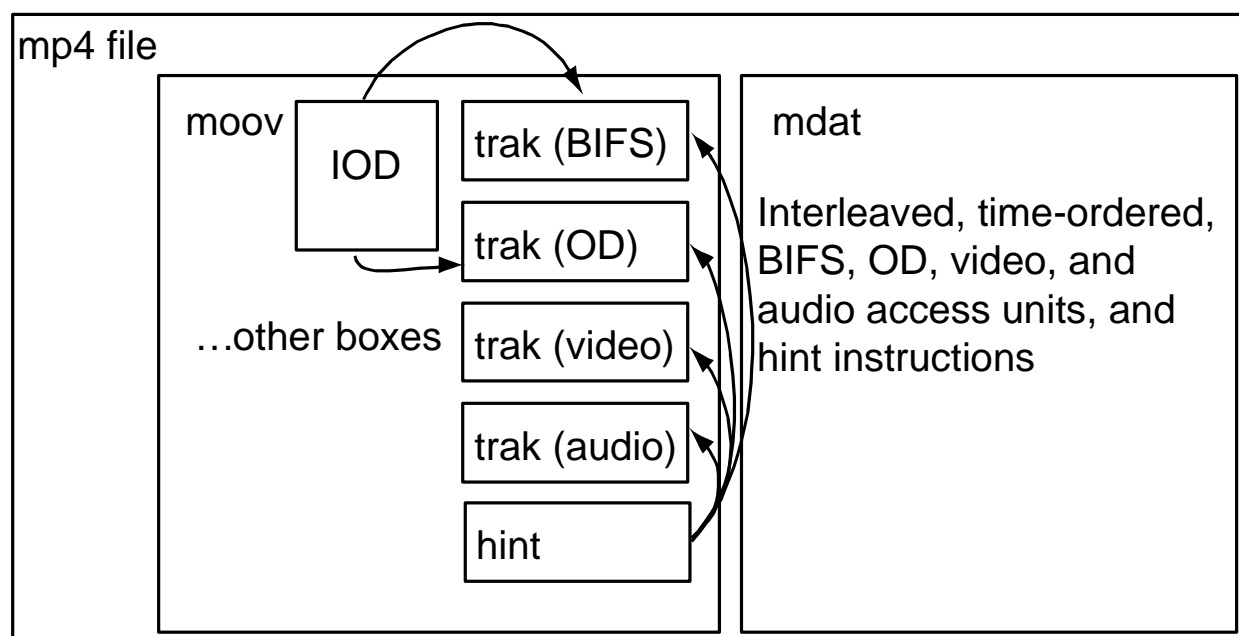 mp4 file
moov
IOD
trak (BIFS)
trak (OD)
…other boxes
trak (video)
trak (audio)
hint
mdat
Interleaved, time-ordered,
BIFS, OD, video, and
audio access units, and
hint instructions